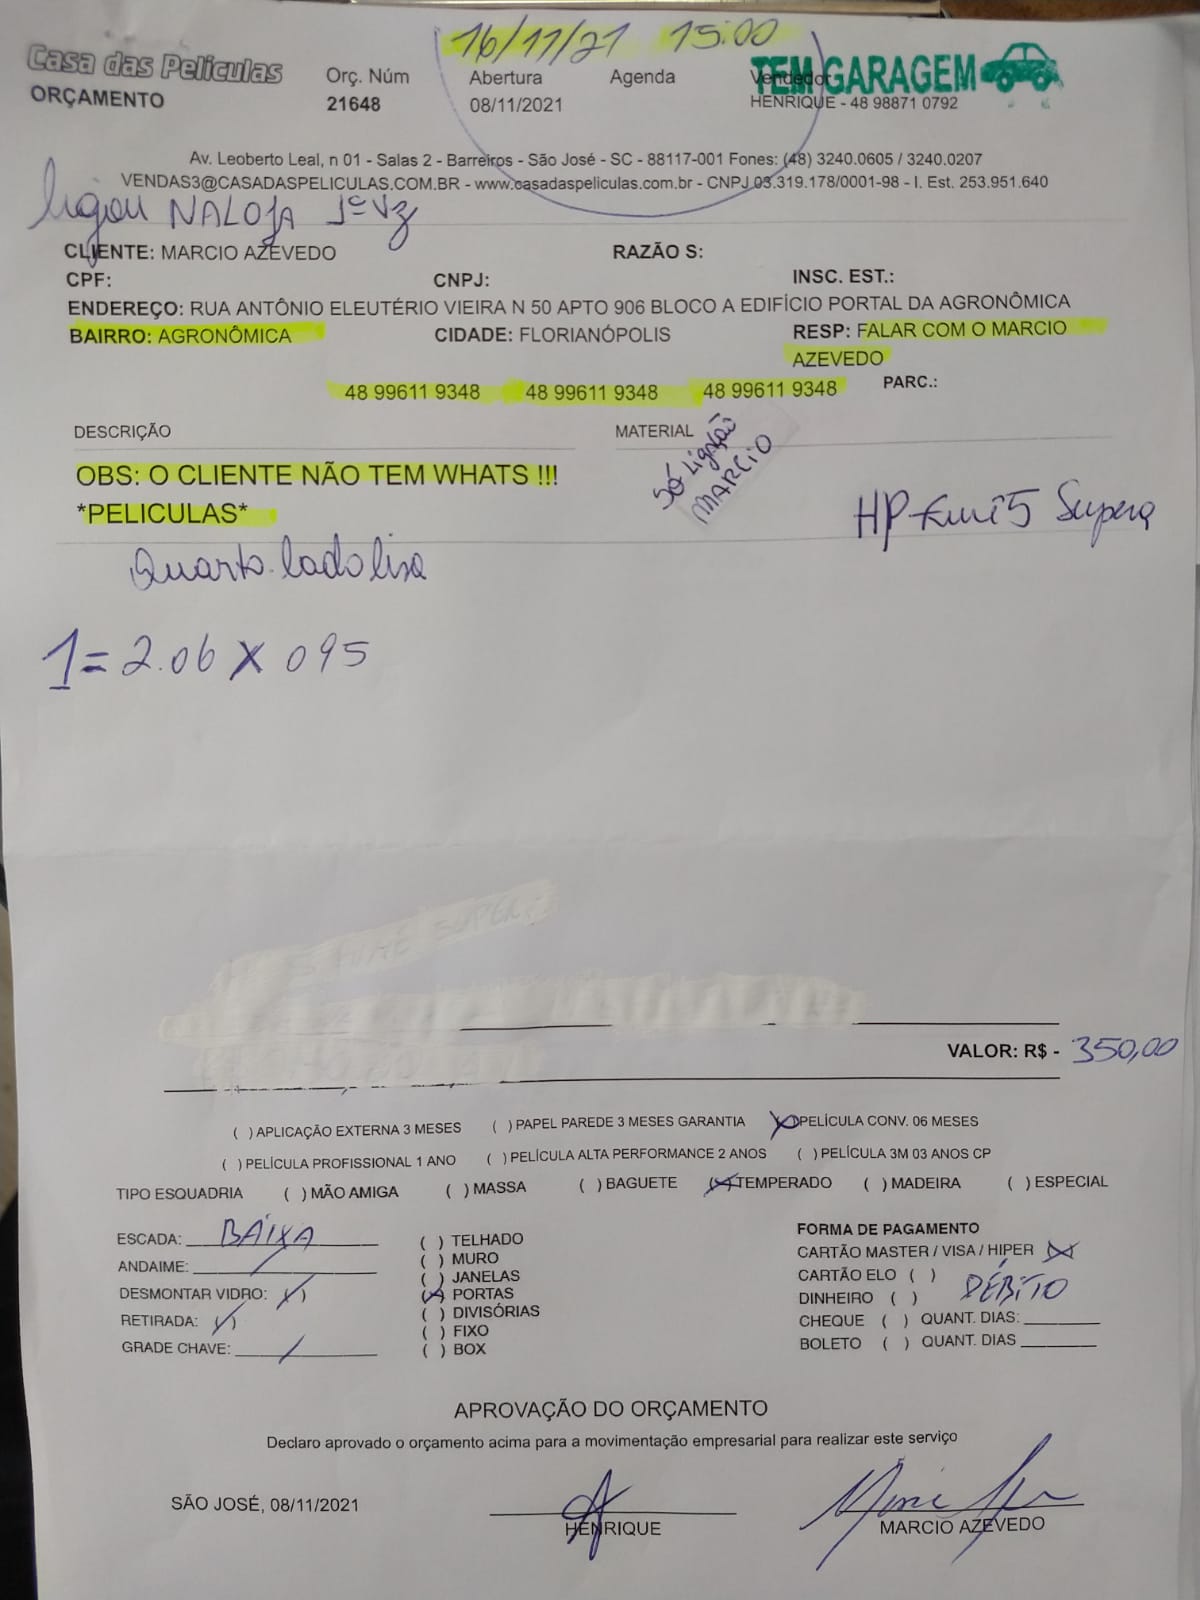 16/11/21 15:00
Casa das Películas
ORÇAMENTO
Orç. Núm
21648
Abertura
08/11/2021
Agenda
Vendedor
TEM GARAGEM
HENRIQUE - 48 98871 0792
Av. Leoberto Leal, n 01 - Salas 2 - Barreiros - São José - SC - 88117-001 Fones: (48) 3240.0605 / 3240.0207
VENDAS3@CASADASPELICULAS.COM.BR - www.casadaspeliculas.com.br - CNPJ 03.319.178/0001-98 - I. Est. 253.951.640
ligou NA LOJA 1ª Vz
CLIENTE: MARCIO AZEVEDO RAZÃO S:
CPF: CNPJ: INSC. EST.:
ENDEREÇO: RUA ANTÔNIO ELEUTÉRIO VIEIRA N 50 APTO 906 BLOCO A EDIFÍCIO PORTAL DA AGRONÔMICA
BAIRRO: AGRONÔMICA CIDADE: FLORIANÓPOLIS RESP: FALAR COM O MARCIO
AZEVEDO
48 99611 9348 48 99611 9348 48 99611 9348 PARC.:
DESCRIÇÃO MATERIAL
Só Ligação
MARCIO
OBS: O CLIENTE NÃO TEM WHATS !!!
*PELICULAS*
HP fumê 5 Supera
Quarto. lado lisa
1 = 2.06 X 095
VALOR: R$ - 350,00
( ) APLICAÇÃO EXTERNA 3 MESES ( ) PAPEL PAREDE 3 MESES GARANTIA (X) PELÍCULA CONV. 06 MESES
( ) PELÍCULA PROFISSIONAL 1 ANO ( ) PELÍCULA ALTA PERFORMANCE 2 ANOS ( ) PELÍCULA 3M 03 ANOS CP
TIPO ESQUADRIA ( ) MÃO AMIGA ( ) MASSA ( ) BAGUETE (X) TEMPERADO ( ) MADEIRA ( ) ESPECIAL
ESCADA: BAIXA
ANDAIME: /
DESMONTAR VIDRO: (/)
RETIRADA: (/)
GRADE CHAVE: /
( ) TELHADO
( ) MURO
( ) JANELAS
(X) PORTAS
( ) DIVISÓRIAS
( ) FIXO
( ) BOX
FORMA DE PAGAMENTO
CARTÃO MASTER / VISA / HIPER (X)
CARTÃO ELO ( ) DÉBITO
DINHEIRO ( )
CHEQUE ( ) QUANT. DIAS:
BOLETO ( ) QUANT. DIAS
APROVAÇÃO DO ORÇAMENTO
Declaro aprovado o orçamento acima para a movimentação empresarial para realizar este serviço
SÃO JOSÉ, 08/11/2021
HENRIQUE
MARCIO AZEVEDO